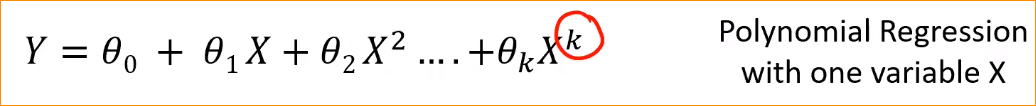 Y = θ₀ + θ₁X + θ₂X² .... +θₖXᵏ
Polynomial Regression
with one variable X